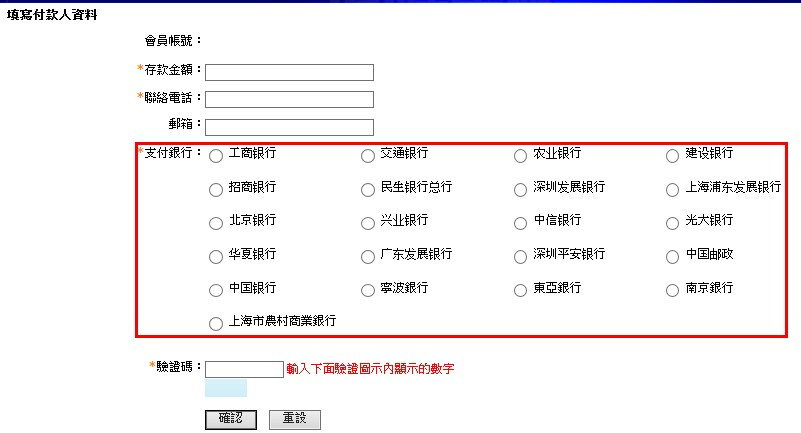 填寫付款人資料
會員帳號：
*存款金額：
*聯絡電話：
郵箱：
*支付銀行： 工商银行 交通银行 农业银行 建设银行
招商银行 民生银行总行 深圳发展银行 上海浦东发展银行
北京银行 兴业银行 中信银行 光大银行
华夏银行 广东发展银行 深圳平安银行 中国邮政
中国银行 寧波銀行 東亞銀行 南京銀行
上海市農村商業銀行
*驗證碼： 輸入下面驗證圖示內顯示的數字
確認 重設